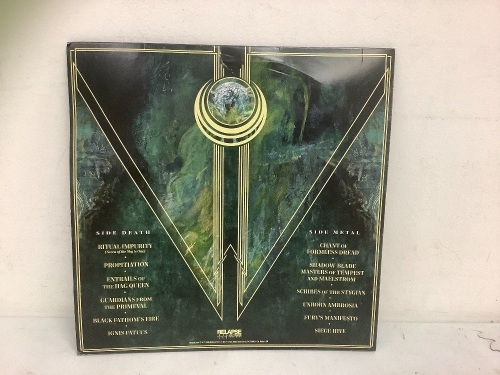 SIDE DEATH
RITUAL IMPURITY
PROPITIATION
ENTRAILS OF
THE HAG QUEEN
GUARDIANS FROM
THE PRIMEVAL
BLACK FATHOM'S FIRE
IGNIS FATUUS
SIDE METAL
CHANT OF
FORMLESS DREAD
SHADOW BLADE
MASTERS OF TEMPEST
AND MAELSTROM
SCRIBES OF THE STYGIAN
UNBORN AMBROSIA
FURY'S MANIFESTO
SIEGE HIVE
RELAPSE